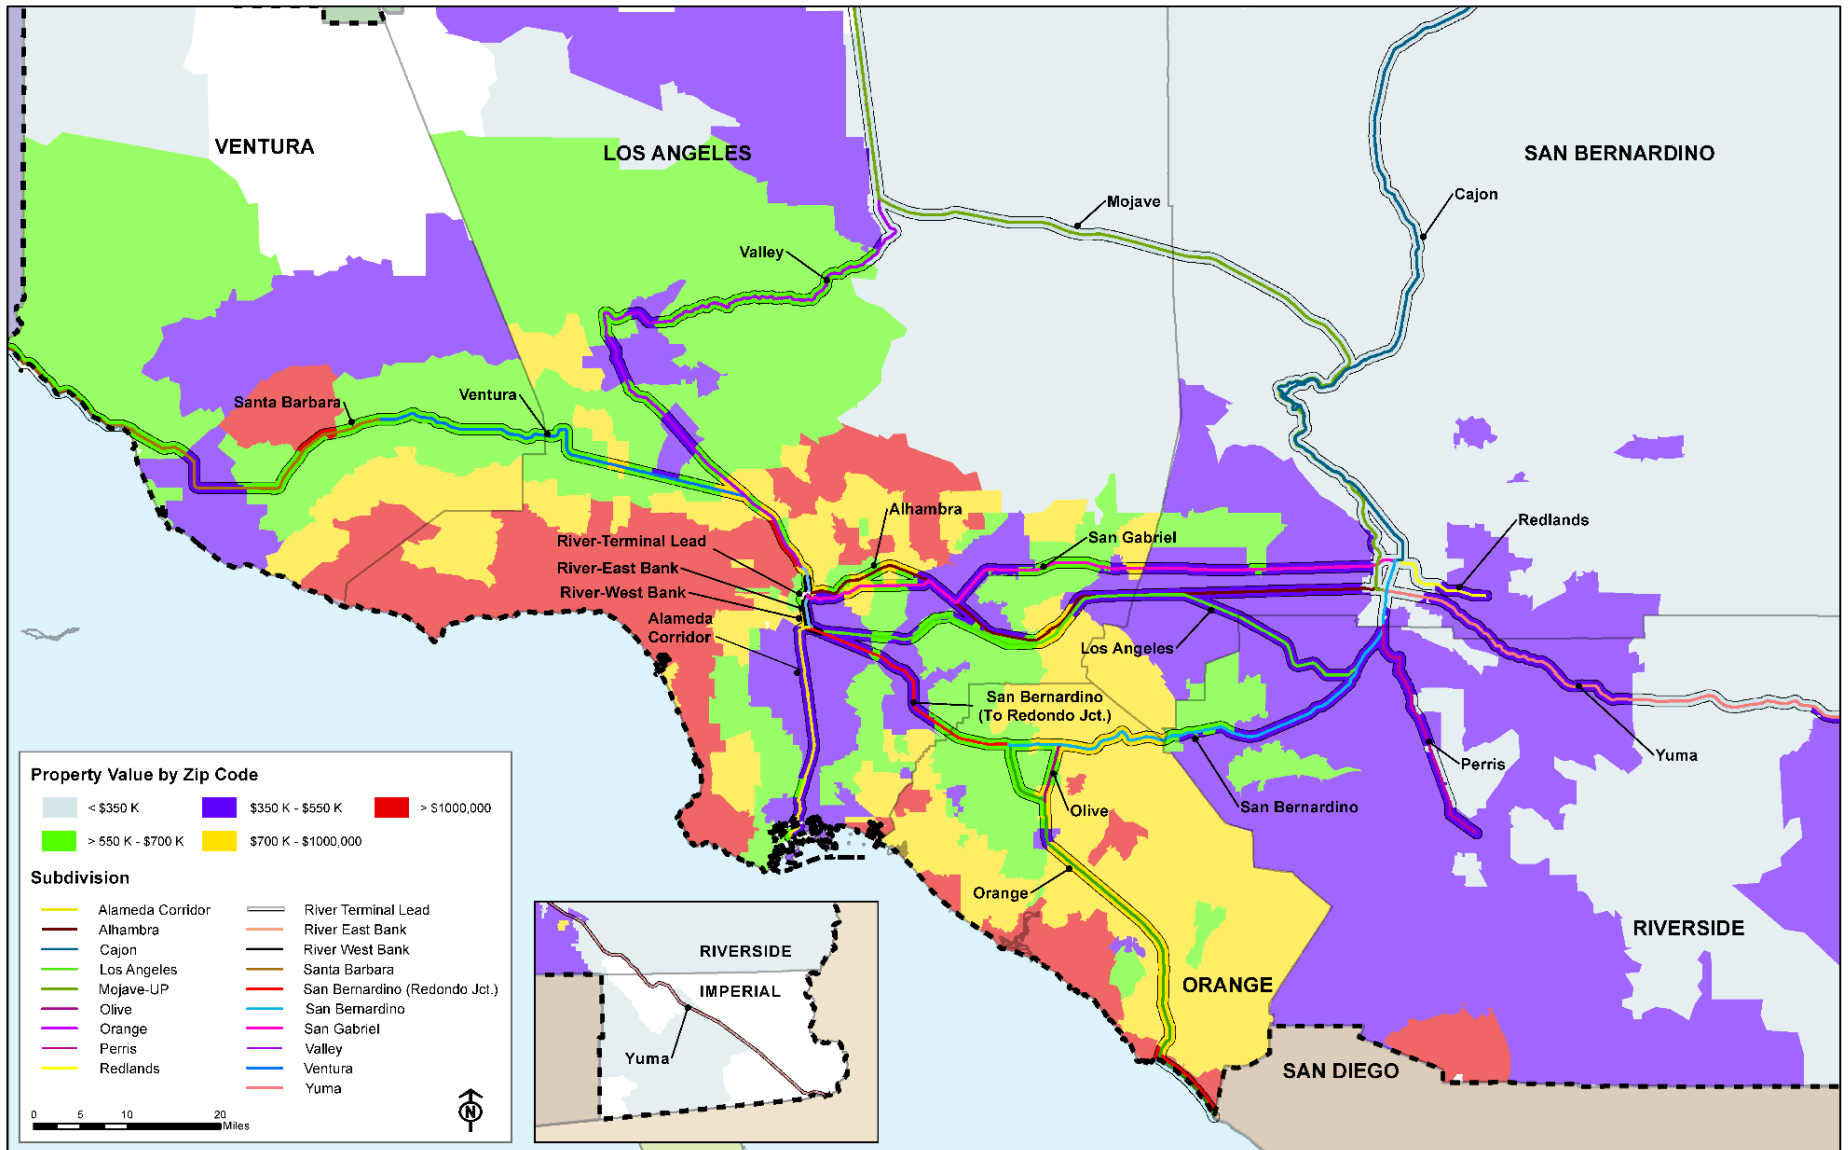 VENTURA
LOS ANGELES
SAN BERNARDINO
Mojave
Cajon
Valley
Santa Barbara
Ventura
Alhambra
River-Terminal Lead
San Gabriel
Redlands
River-East Bank
River-West Bank
Alameda
Corridor
Los Angeles
San Bernardino
(To Redondo Jct.)
Yuma
Perris
San Bernardino
Olive
Orange
RIVERSIDE
ORANGE
SAN DIEGO
Property Value by Zip Code
< $350 K
$350 K - $550 K
> $1000,000
> 550 K - $700 K
$700 K - $1000,000
Subdivision
Alameda Corridor
Alhambra
Cajon
Los Angeles
Mojave-UP
Olive
Orange
Perris
Redlands
River Terminal Lead
River East Bank
River West Bank
Santa Barbara
San Bernardino (Redondo Jct.)
San Bernardino
San Gabriel
Valley
Ventura
Yuma
N
0 5 10 20
Miles
RIVERSIDE
IMPERIAL
Yuma